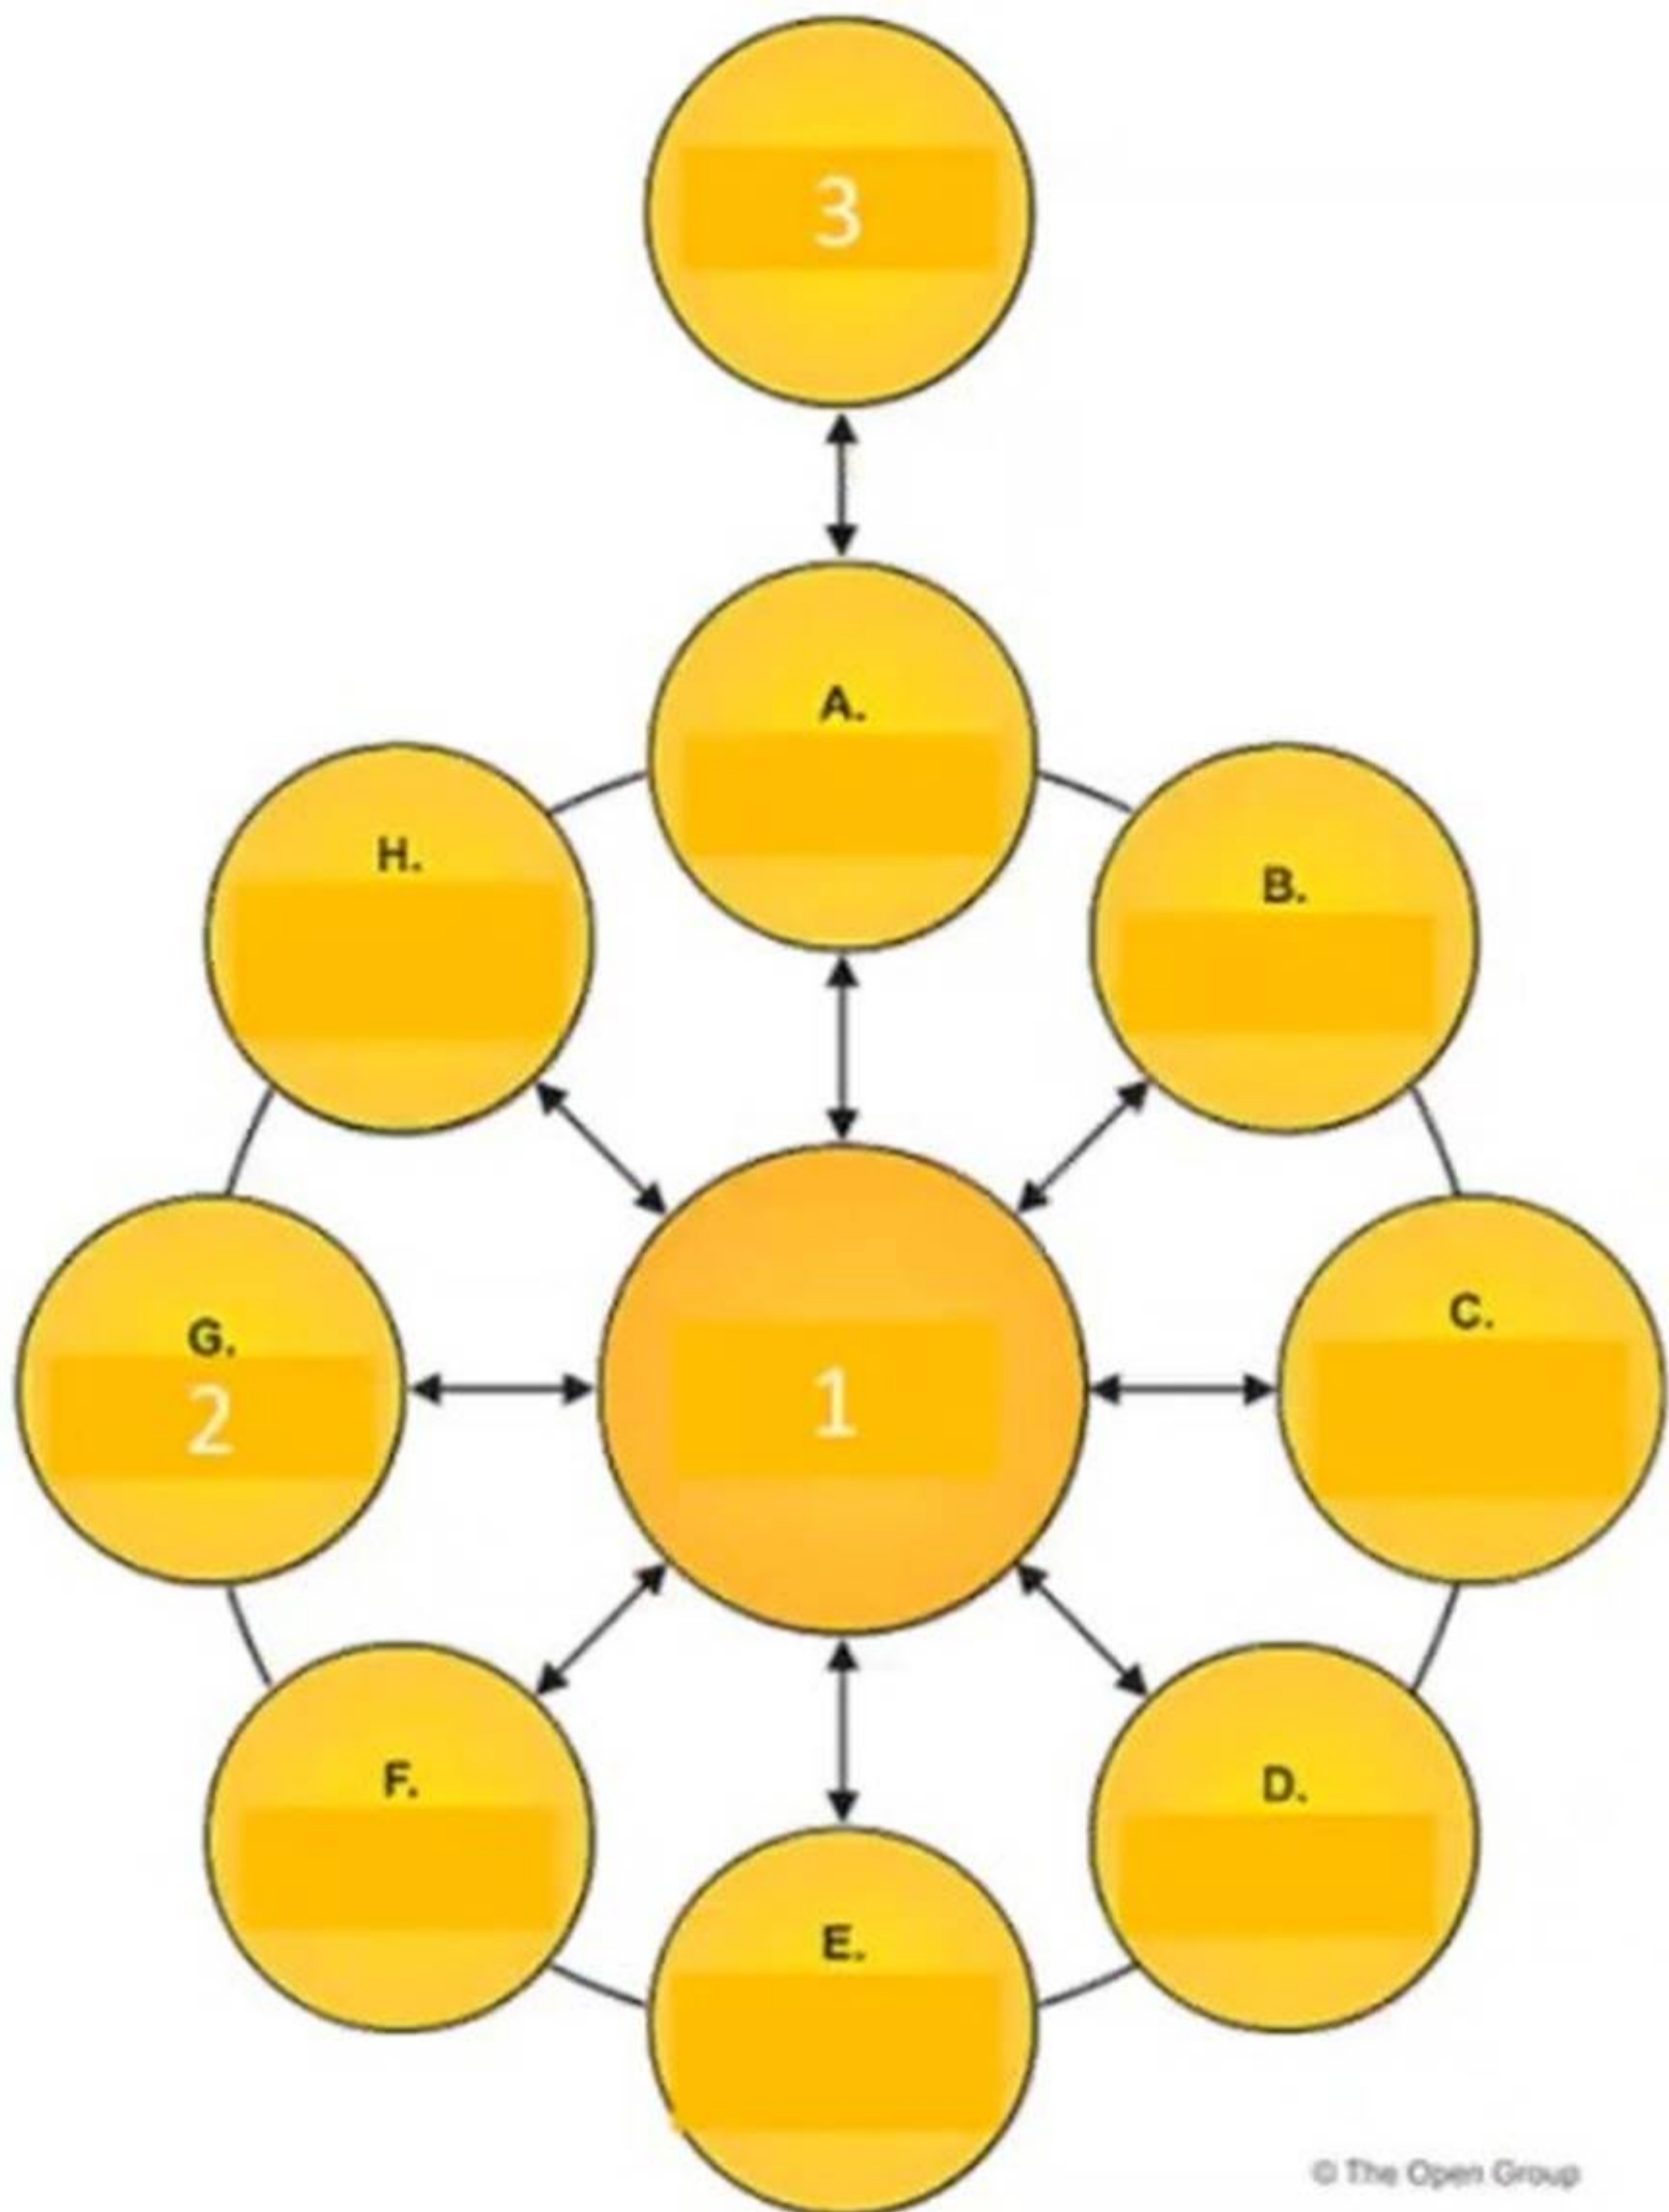 3
A.
H.
B.
G.
2
1
C.
F.
D.
E.
© The Open Group